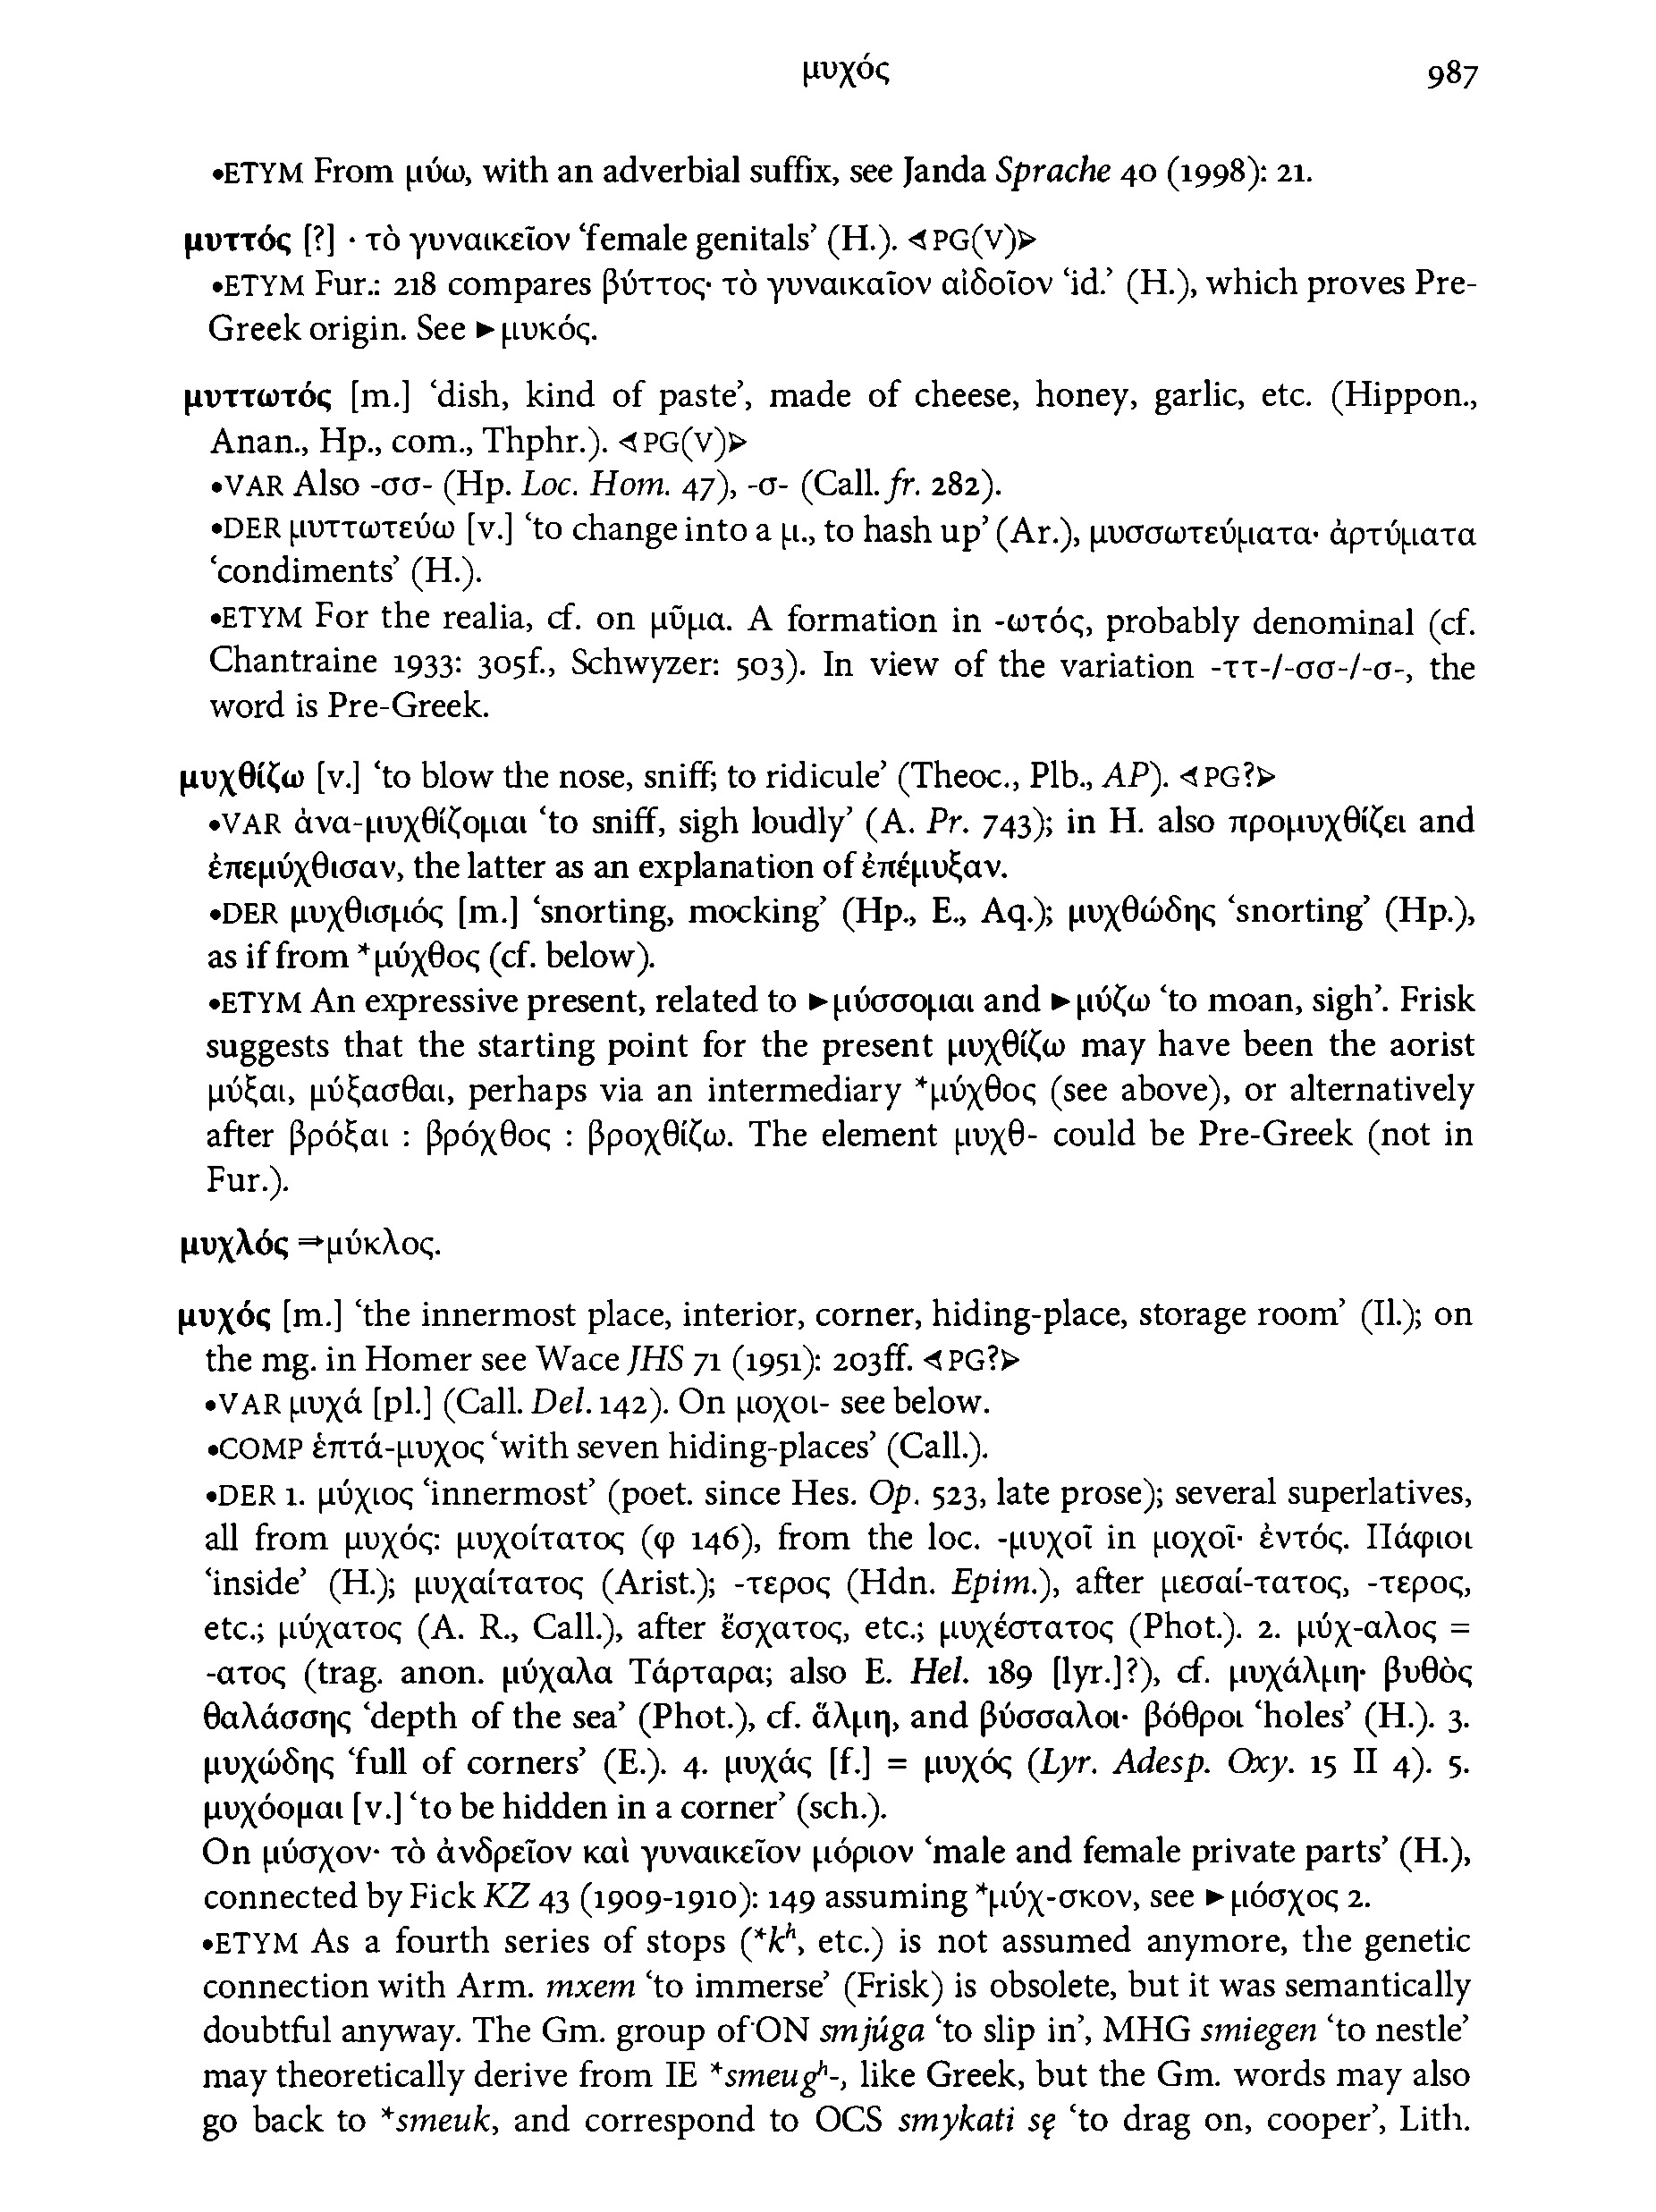 μυχός 987
•ETYM From μύω, with an adverbial suffix, see Janda Sprache 40 (1998): 21.
μυττός [?] · τὸ γυναικεῖον ‘female genitals’ (H.). ⊲PG(V)⊳
•ETYM Fur.: 218 compares βύττος· τὸ γυναικαῖον αἰδοῖον ‘id.’ (H.), which proves Pre-
Greek origin. See ►μυκός.
μυττωτός [m.] ‘dish, kind of paste’, made of cheese, honey, garlic, etc. (Hippon.,
Anan., Hp., com., Thphr.). ⊲PG(V)⊳
•VAR Also -σσ- (Hp. Loc. Hom. 47), -σ- (Call. fr. 282).
•DER μυττωτεύω [v.] ‘to change into a μ., to hash up’ (Ar.), μυσσωτεύματα· ἀρτύματα
‘condiments’ (H.).
•ETYM For the realia, cf. on μῦμα. A formation in -ωτός, probably denominal (cf.
Chantraine 1933: 305f., Schwyzer: 503). In view of the variation -ττ-/-σσ-/-σ-, the
word is Pre-Greek.
μυχθίζω [v.] ‘to blow the nose, sniff; to ridicule’ (Theoc., Plb., AP). ⊲PG?⊳
•VAR ἀνα-μυχθίζομαι ‘to sniff, sigh loudly’ (A. Pr. 743); in H. also προμυχθίζει and
ἐπεμύχθισαν, the latter as an explanation of ἐπέμυξαν.
•DER μυχθισμός [m.] ‘snorting, mocking’ (Hp., E., Aq.); μυχθώδης ‘snorting’ (Hp.),
as if from *μύχθος (cf. below).
•ETYM An expressive present, related to ►μύσσομαι and ►μύζω ‘to moan, sigh’. Frisk
suggests that the starting point for the present μυχθίζω may have been the aorist
μύξαι, μύξασθαι, perhaps via an intermediary *μύχθος (see above), or alternatively
after βρόξαι : βρόχθος : βροχθίζω. The element μυχθ- could be Pre-Greek (not in
Fur.).
μυχλός ⇒μύκλος.
μυχός [m.] ‘the innermost place, interior, corner, hiding-place, storage room’ (Il.); on
the mg. in Homer see Wace JHS 71 (1951): 203ff. ⊲PG?⊳
•VAR μυχά [pl.] (Call. Del. 142). On μοχοι- see below.
•COMP ἑπτά-μυχος ‘with seven hiding-places’ (Call.).
•DER 1. μύχιος ‘innermost’ (poet. since Hes. Op. 523, late prose); several superlatives,
all from μυχός: μυχοίτατος (φ 146), from the loc. -μυχοῖ in μοχοῖ· ἐντός. Πάφιοι
‘inside’ (H.); μυχαίτατος (Arist.); -τερος (Hdn. Epim.), after μεσαί-τατος, -τερος,
etc.; μύχατος (A. R., Call.), after ἔσχατος, etc.; μυχέστατος (Phot.). 2. μύχ-αλος =
-ατος (trag. anon. μύχαλα Τάρταρα; also E. Hel. 189 [lyr.]?), cf. μυχάλμη· βυθὸς
θαλάσσης ‘depth of the sea’ (Phot.), cf. ἅλμη, and βύσσαλοι· βόθροι ‘holes’ (H.). 3.
μυχώδης ‘full of corners’ (E.). 4. μυχάς [f.] = μυχός (Lyr. Adesp. Oxy. 15 II 4). 5.
μυχόομαι [v.] ‘to be hidden in a corner’ (sch.).
On μύσχον· τὸ ἀνδρεῖον καὶ γυναικεῖον μόριον ‘male and female private parts’ (H.),
connected by Fick KZ 43 (1909-1910): 149 assuming *μύχ-σκον, see ►μόσχος 2.
•ETYM As a fourth series of stops (*kʰ, etc.) is not assumed anymore, the genetic
connection with Arm. mxem ‘to immerse’ (Frisk) is obsolete, but it was semantically
doubtful anyway. The Gm. group of ON smjúga ‘to slip in’, MHG smiegen ‘to nestle’
may theoretically derive from IE *smeugʰ-, like Greek, but the Gm. words may also
go back to *smeuk, and correspond to OCS smykati sę ‘to drag on, cooper’, Lith.